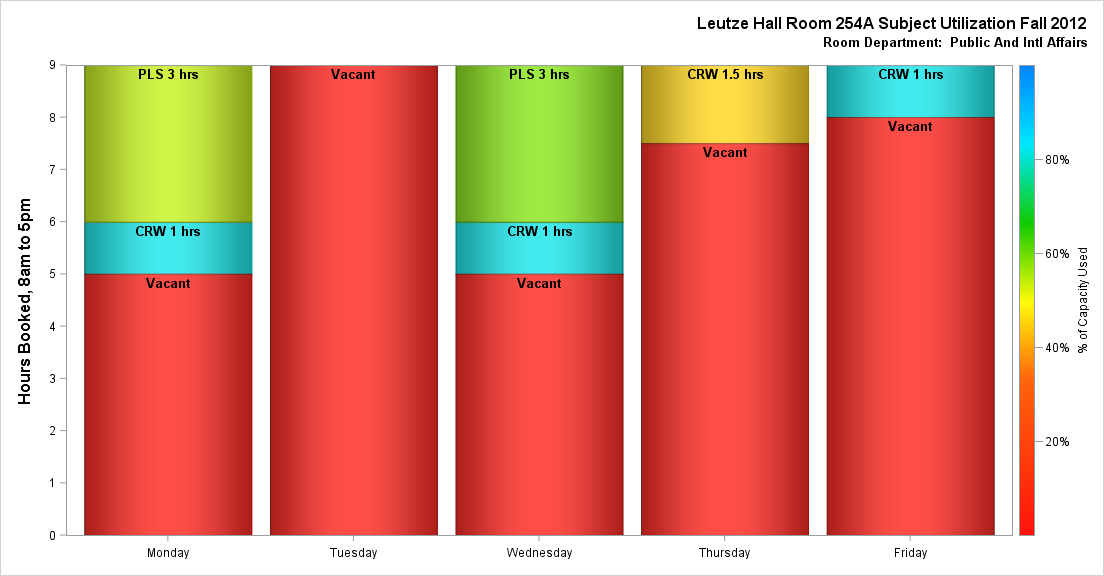 Leutze Hall Room 254A Subject Utilization Fall 2012
Room Department:  Public And Intl Affairs
Hours Booked, 8am to 5pm
9
8
7
6
5
4
3
2
1
0
PLS 3 hrs
CRW 1 hrs
Vacant
Vacant
PLS 3 hrs
CRW 1 hrs
Vacant
CRW 1.5 hrs
Vacant
CRW 1 hrs
Vacant
Monday
Tuesday
Wednesday
Thursday
Friday
80%
60%
40%
20%
% of Capacity Used